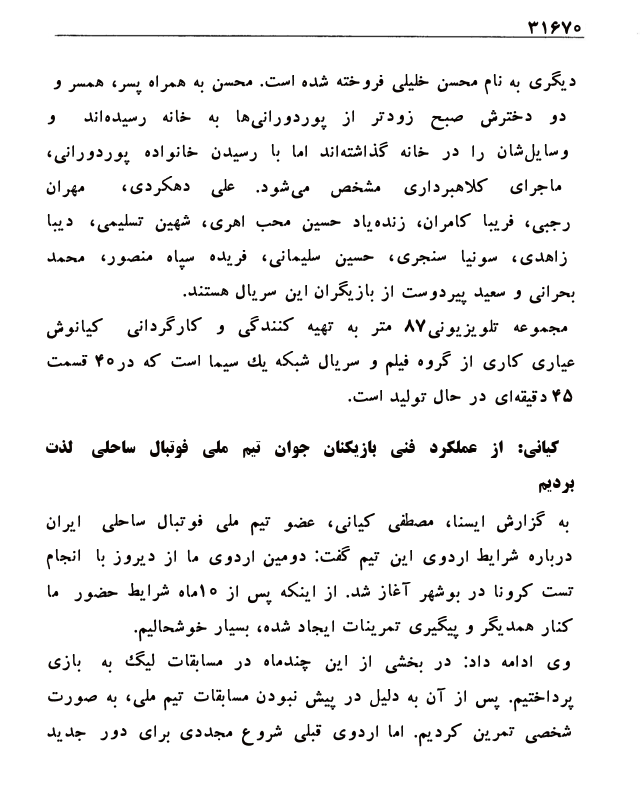 ۳۱۶۷۰
دیگری به نام محسن خلیلی فروخته شده است. محسن به همراه پسر، همسر و
دو دخترش صبح زودتر از پوردورانی‌ها به خانه رسیده‌اند و
وسایل‌شان را در خانه گذاشته‌اند اما با رسیدن خانواده پوردورانی،
ماجرای کلاهبرداری مشخص می‌شود. علی دهکردی، مهران
رجبی، فریبا کامران، زنده‌یاد حسین محب اهری، شهین تسلیمی، دیبا
زاهدی، سونیا سنجری، حسین سلیمانی، فریده سپاه منصور، محمد
بحرانی و سعید پیردوست از بازیگران این سریال هستند.
مجموعه تلویزیونی۸۷ متر به تهیه کنندگی و کارگردانی کیانوش
عیاری کاری از گروه فیلم و سریال شبکه یك سیما است که در۴۰ قسمت
۴۵ دقیقه‌ای در حال تولید است.
کیانی: از عملکرد فنی بازیکنان جوان تیم ملی فوتبال ساحلی لذت
بردیم
به گزارش ایسنا، مصطفی کیانی، عضو تیم ملی فوتبال ساحلی ایران
درباره شرایط اردوی این تیم گفت: دومین اردوی ما از دیروز با انجام
تست کرونا در بوشهر آغاز شد. از اینکه پس از ۱۰ماه شرایط حضور ما
کنار همدیگر و پیگیری تمرینات ایجاد شده، بسیار خوشحالیم.
وی ادامه داد: در بخشی از این چندماه در مسابقات لیگ به بازی
پرداختیم. پس از آن به دلیل در پیش نبودن مسابقات تیم ملی، به صورت
شخصی تمرین کردیم. اما اردوی قبلی شروع مجددی برای دور جدید